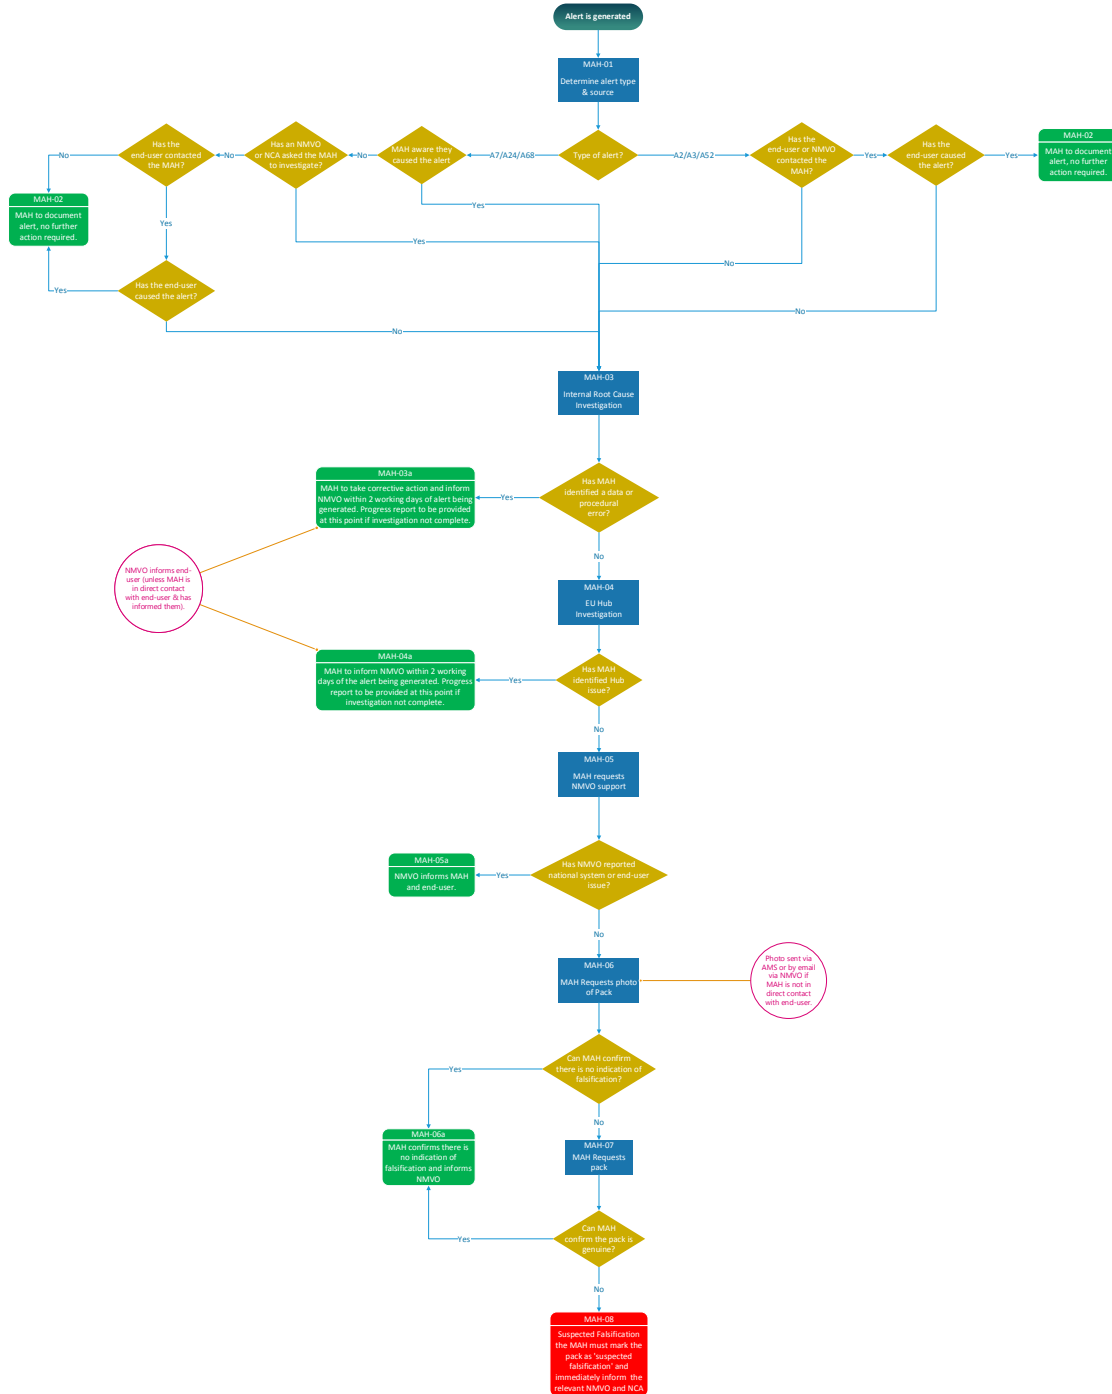 Alert is generated
MAH-01
Determine alert type
& source
Type of alert?
A7/A24/A68
A2/A3/A52
MAH aware they
caused the alert
No
Yes
Has an NMVO
or NCA asked the MAH
to investigate?
No
Yes
Has the
end-user contacted
the MAH?
No
Yes
MAH-02
MAH to document
alert, no further
action required.
Has the end-user
caused the alert?
Yes
No
Has the
end-user or NMVO
contacted the
MAH?
Yes
No
Has the
end-user caused
the alert?
Yes
No
MAH-02
MAH to document
alert, no further
action required.
MAH-03
Internal Root Cause
Investigation
Has MAH
identified a data or
procedural
error?
Yes
No
MAH-03a
MAH to take corrective action and inform
NMVO within 2 working days of alert being
generated. Progress report to be provided
at this point if investigation not complete.
NMVO informs end-
user (unless MAH is
in direct contact
with end-user & has
informed them).
MAH-04
EU Hub
Investigation
Has MAH
identified Hub
issue?
Yes
No
MAH-04a
MAH to inform NMVO within 2 working
days of the alert being generated. Progress
report to be provided at this point if
investigation not complete.
MAH-05
MAH requests
NMVO support
Has NMVO reported
national system or end-user
issue?
Yes
No
MAH-05a
NMVO informs MAH
and end-user.
MAH-06
MAH Requests photo
of Pack
Photo sent via
AMS or by email
via NMVO if
MAH is not in
direct contact
with end-user.
Can MAH confirm
there is no indication of
falsification?
Yes
No
MAH-06a
MAH confirms there is
no indication of
falsification and informs
NMVO
MAH-07
MAH Requests
pack
Can MAH
confirm the pack is
genuine?
Yes
No
MAH-08
Suspected Falsification
the MAH must mark the
pack as 'suspected
falsification' and
immediately inform the
relevant NMVO and NCA